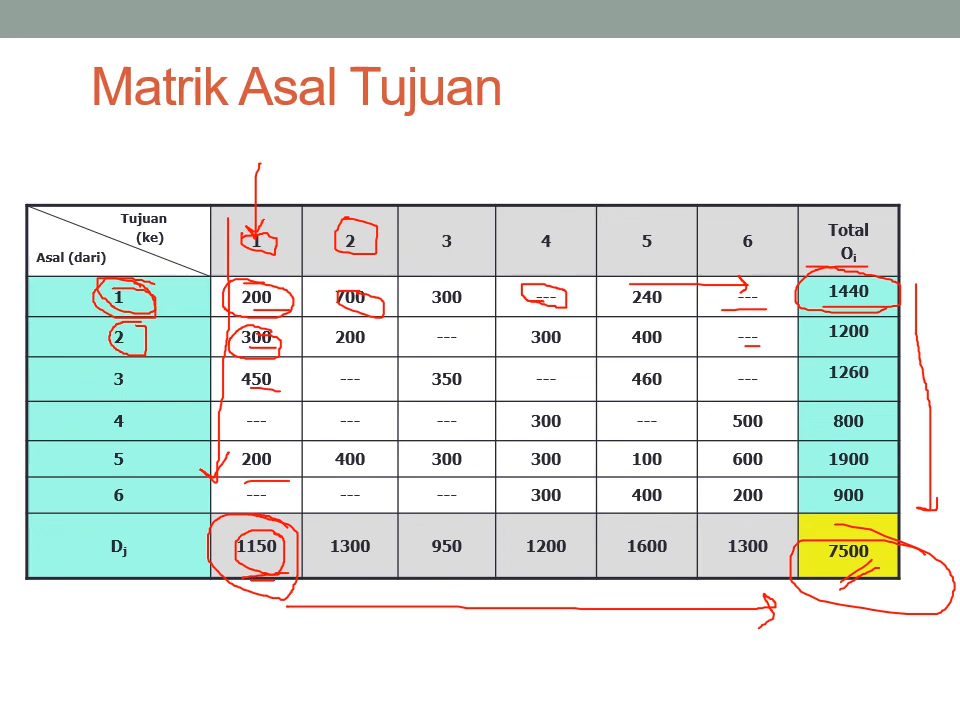 Matrik Asal Tujuan
Tujuan
(ke)
Asal (dari)
1 2 3 4 5 6 Total
Oi
1 200 700 300 --- 240 --- 1440
2 300 200 --- 300 400 --- 1200
3 450 --- 350 --- 460 --- 1260
4 --- --- --- 300 --- 500 800
5 200 400 300 300 100 600 1900
6 --- --- --- 300 400 200 900
Dj 1150 1300 950 1200 1600 1300 7500